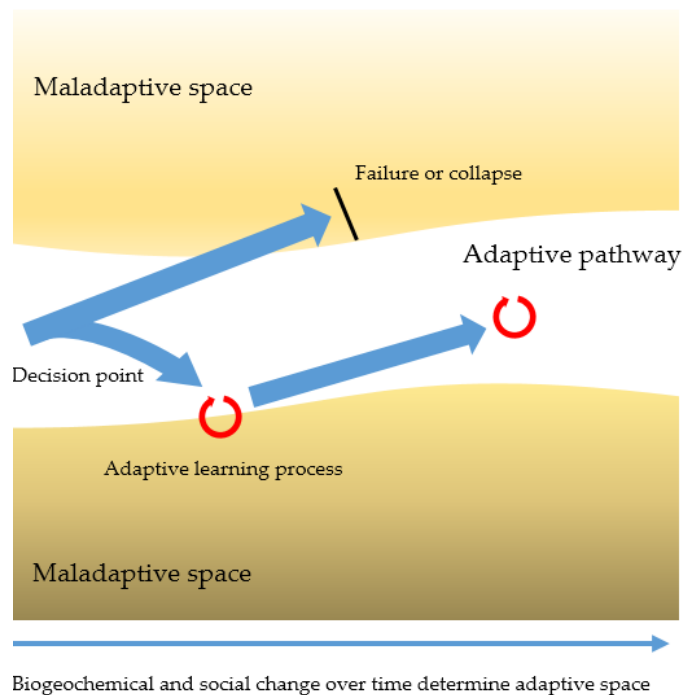 Maladaptive space
Failure or collapse
Adaptive pathway
Decision point
Adaptive learning process
Maladaptive space
Biogeochemical and social change over time determine adaptive space